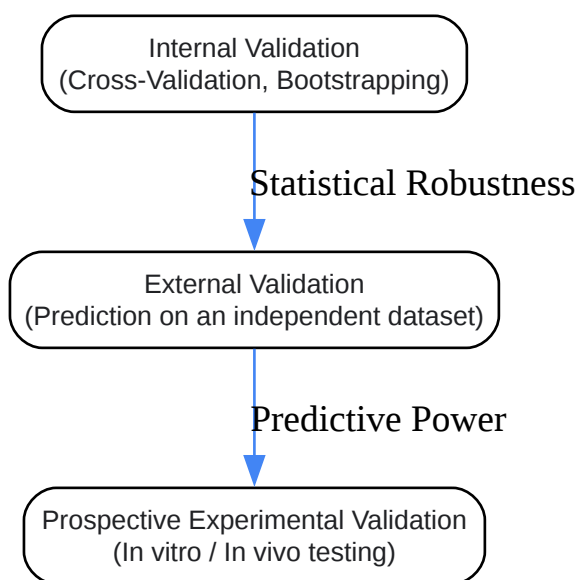 Internal Validation
(Cross-Validation, Bootstrapping)
Statistical Robustness
External Validation
(Prediction on an independent dataset)
Predictive Power
Prospective Experimental Validation
(In vitro / In vivo testing)